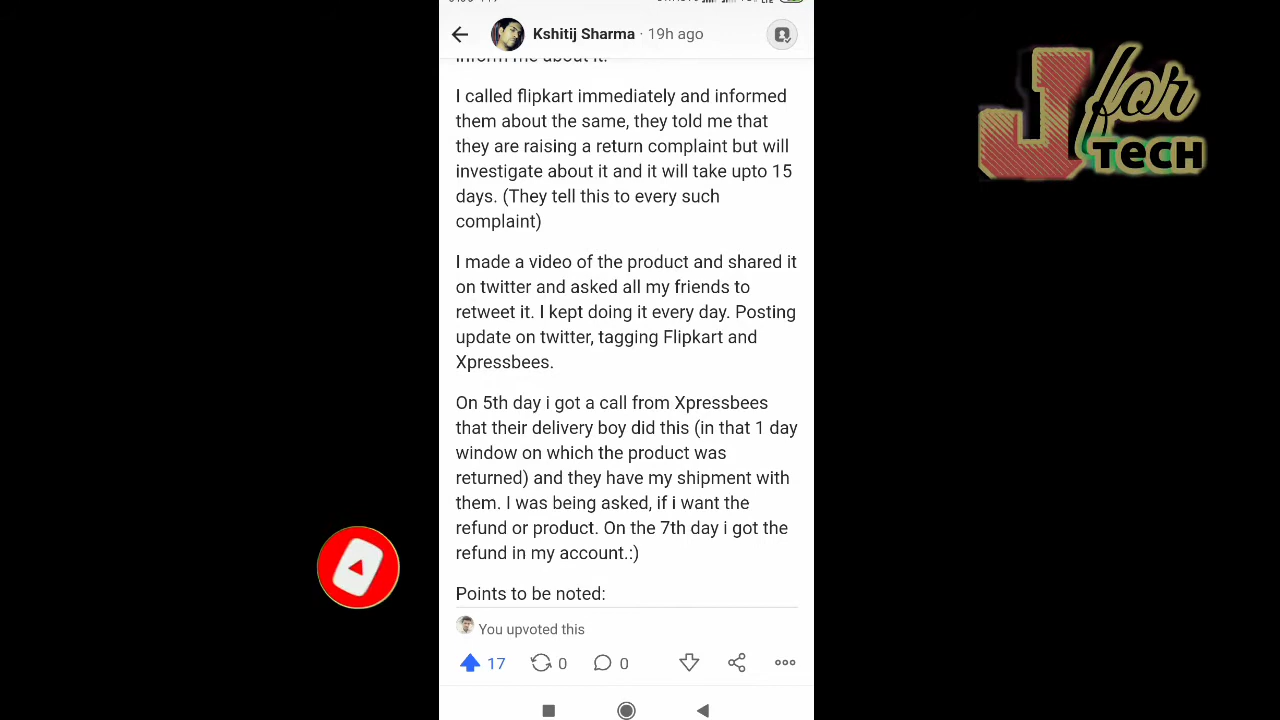 Kshitij Sharma · 19h ago
inform me about it.
I called flipkart immediately and informed
them about the same, they told me that
they are raising a return complaint but will
investigate about it and it will take upto 15
days. (They tell this to every such
complaint)
I made a video of the product and shared it
on twitter and asked all my friends to
retweet it. I kept doing it every day. Posting
update on twitter, tagging Flipkart and
Xpressbees.
On 5th day i got a call from Xpressbees
that their delivery boy did this (in that 1 day
window on which the product was
returned) and they have my shipment with
them. I was being asked, if i want the
refund or product. On the 7th day i got the
refund in my account.:)
Points to be noted:
You upvoted this
17 0 0
J for
TECH